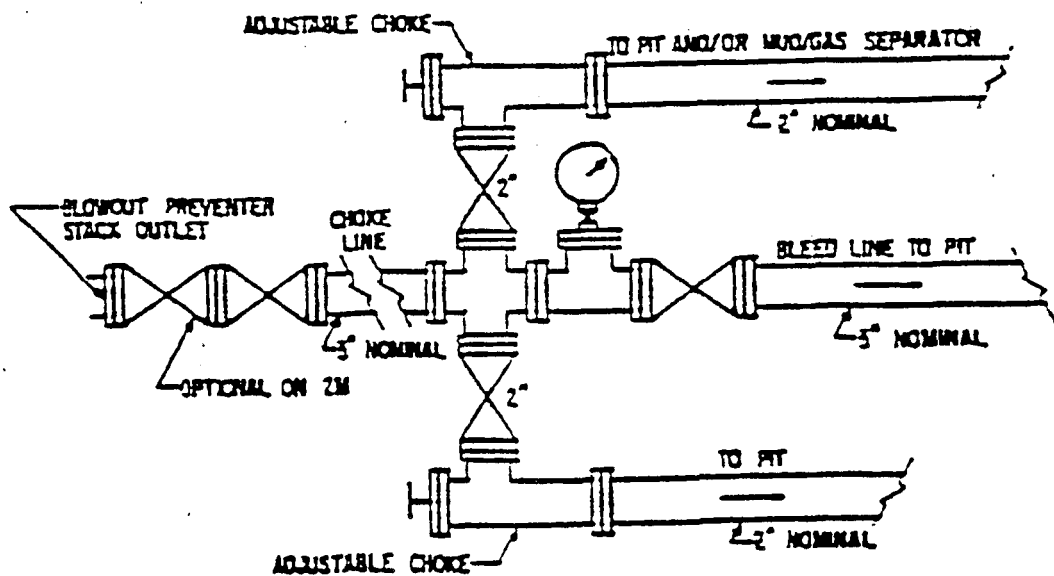 ADJUSTABLE CHOKE
TO PIT AND/OR MUD/GAS SEPARATOR
2" NOMINAL
2"
BLOWOUT PREVENTER
STACK OUTLET
CHOKE
LINE
BLEED LINE TO PIT
3" NOMINAL
3" NOMINAL
OPTIONAL ON 2M
2"
TO PIT
2" NOMINAL
ADJUSTABLE CHOKE